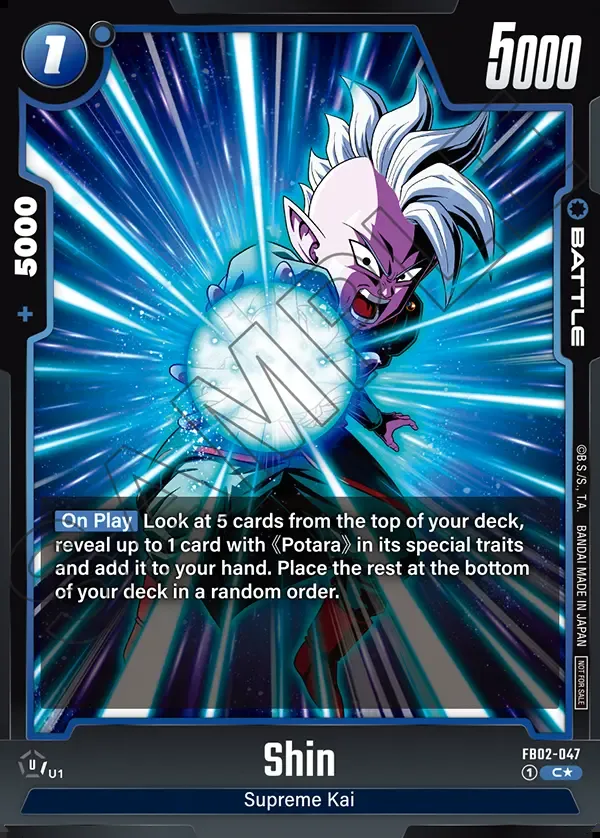 1
5000
+ 5000
BATTLE
SAMPLE
On Play Look at 5 cards from the top of your deck,
reveal up to 1 card with《Potara》in its special traits
and add it to your hand. Place the rest at the bottom
of your deck in a random order.
©B.S./S., T.A. BANDAI MADE IN JAPAN
NOT FOR SALE
Shin
U/U1
FB02-047
1 C★
Supreme Kai